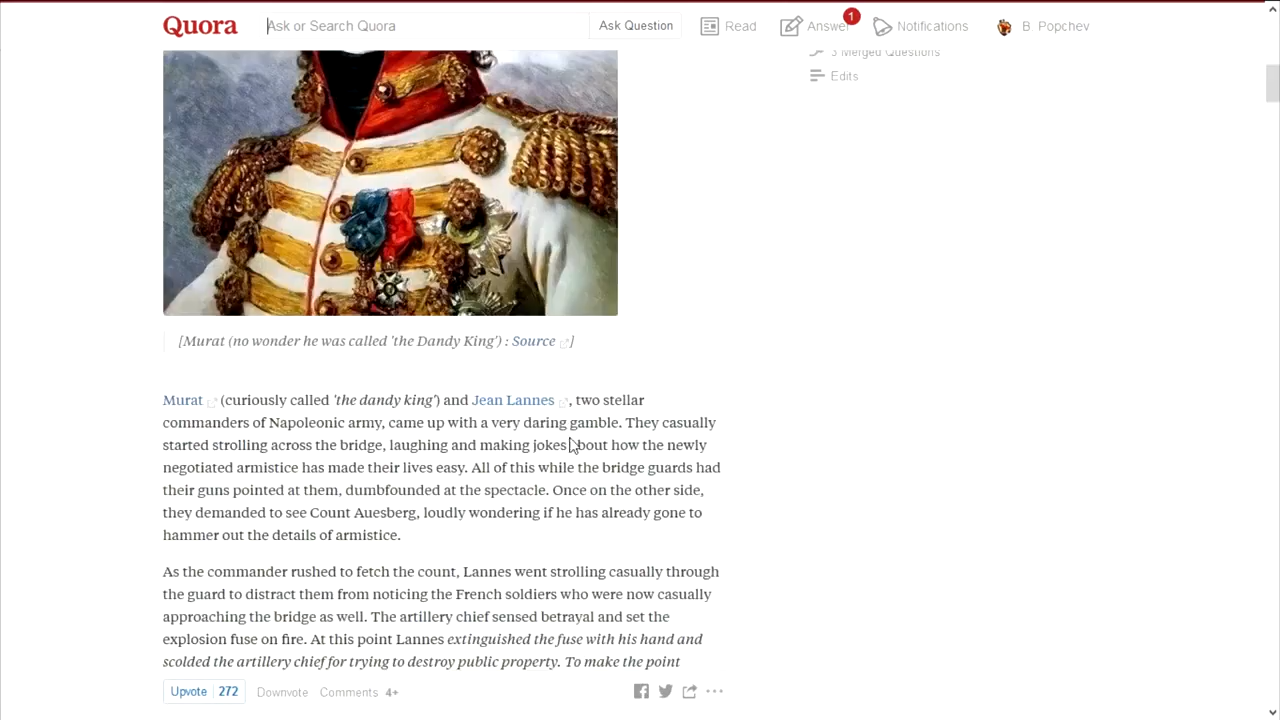 Quora
Ask or Search Quora
Ask Question
Read
Answer
1
Notifications
B. Popchev
3 Merged Questions
Edits
[Murat (no wonder he was called 'the Dandy King') : Source ]
Murat (curiously called 'the dandy king') and Jean Lannes , two stellar
commanders of Napoleonic army, came up with a very daring gamble. They casually
started strolling across the bridge, laughing and making jokes about how the newly
negotiated armistice has made their lives easy. All of this while the bridge guards had
their guns pointed at them, dumbfounded at the spectacle. Once on the other side,
they demanded to see Count Auesberg, loudly wondering if he has already gone to
hammer out the details of armistice.
As the commander rushed to fetch the count, Lannes went strolling casually through
the guard to distract them from noticing the French soldiers who were now casually
approaching the bridge as well. The artillery chief sensed betrayal and set the
explosion fuse on fire. At this point Lannes extinguished the fuse with his hand and
scolded the artillery chief for trying to destroy public property. To make the point
Upvote 272
Downvote
Comments 4+